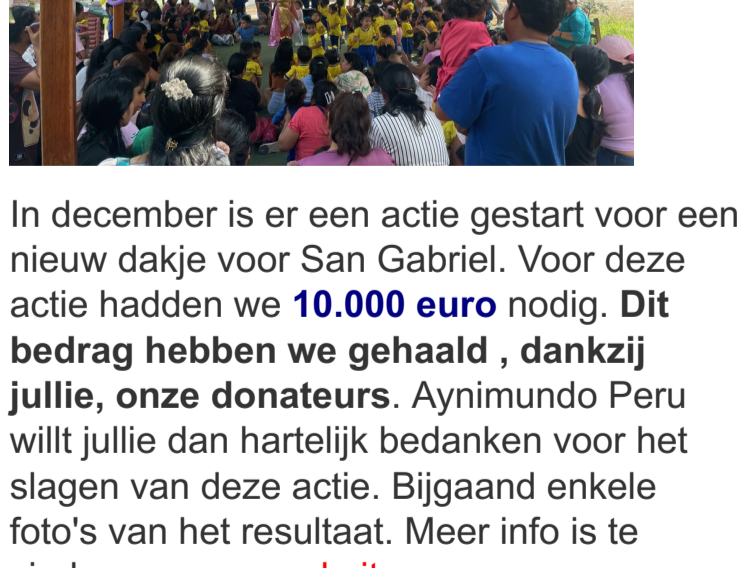 In december is er een actie gestart voor een
nieuw dakje voor San Gabriel. Voor deze
actie hadden we 10.000 euro nodig. Dit
bedrag hebben we gehaald , dankzij
jullie, onze donateurs. Aynimundo Peru
willt jullie dan hartelijk bedanken voor het
slagen van deze actie. Bijgaand enkele
foto's van het resultaat. Meer info is te